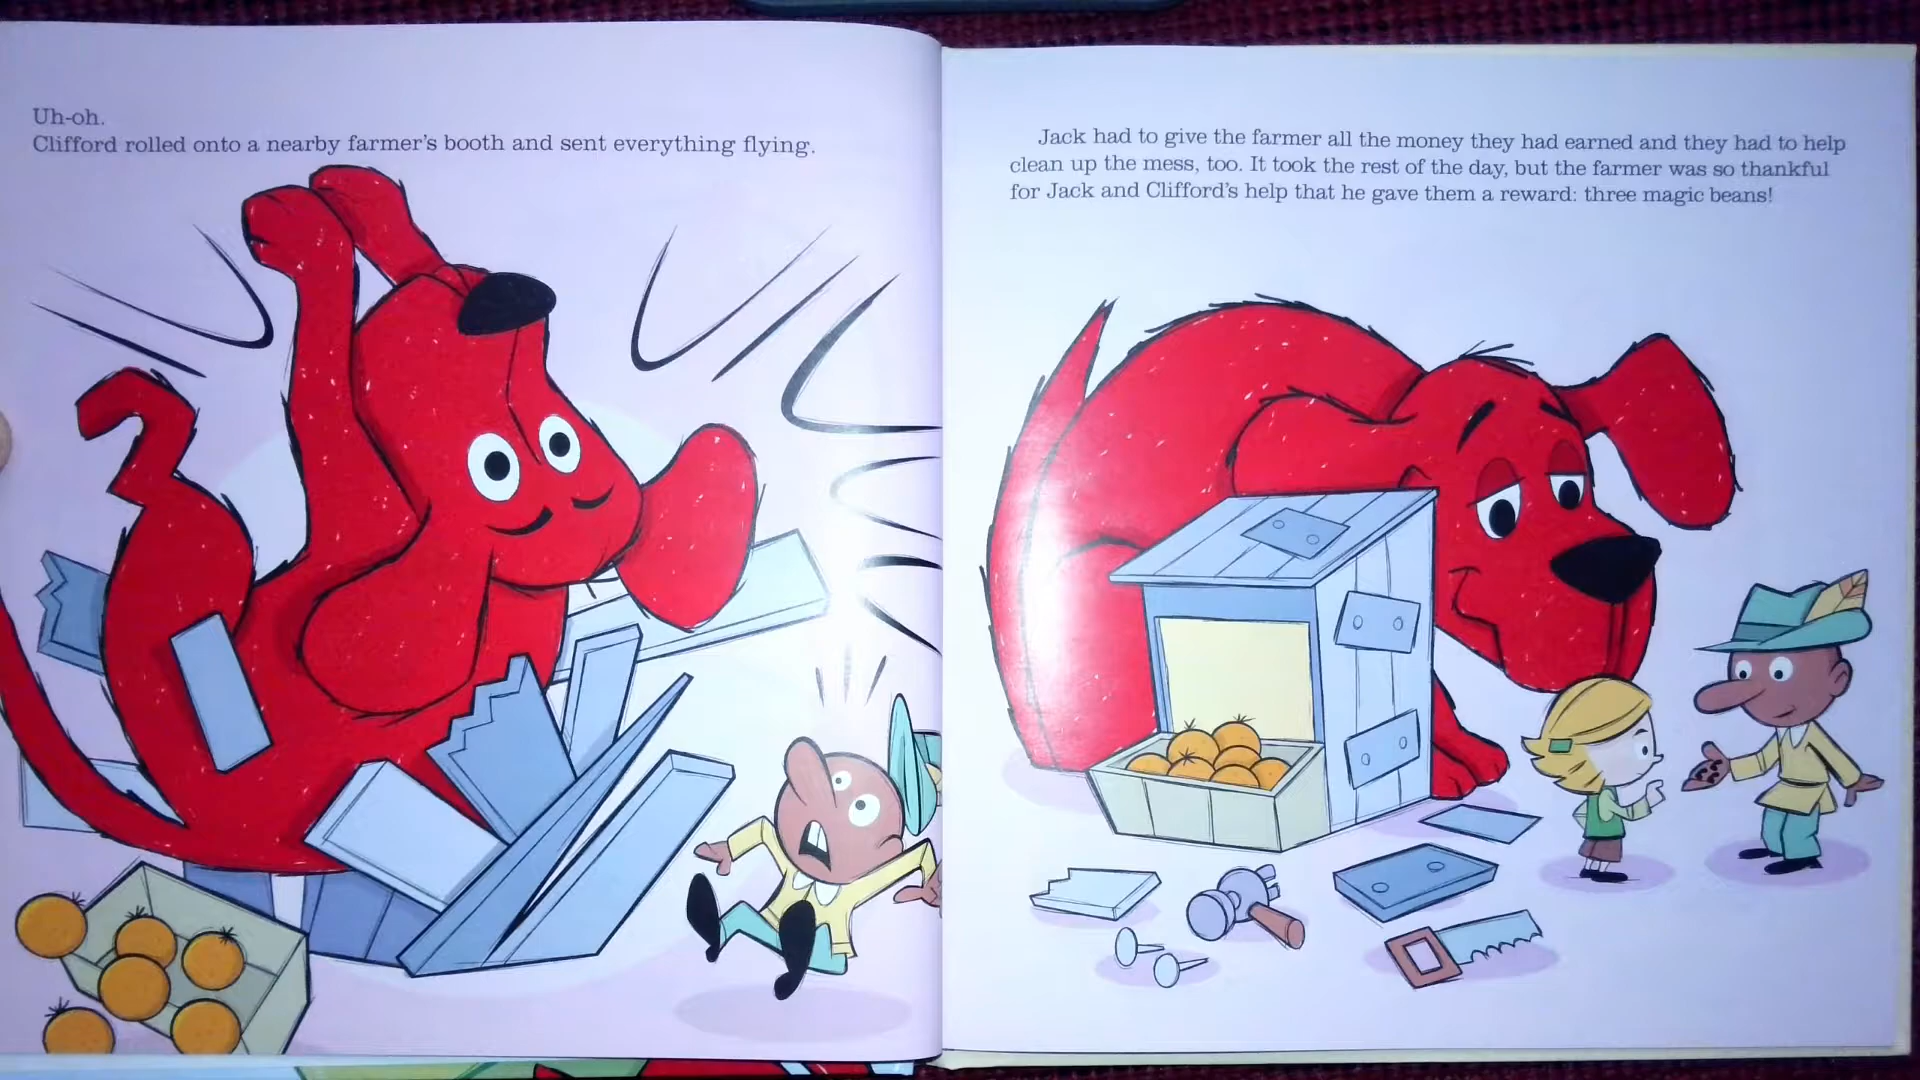 Uh-oh.
Clifford rolled onto a nearby farmer's booth and sent everything flying.
Jack had to give the farmer all the money they had earned and they had to help
clean up the mess, too. It took the rest of the day, but the farmer was so thankful
for Jack and Clifford's help that he gave them a reward: three magic beans!